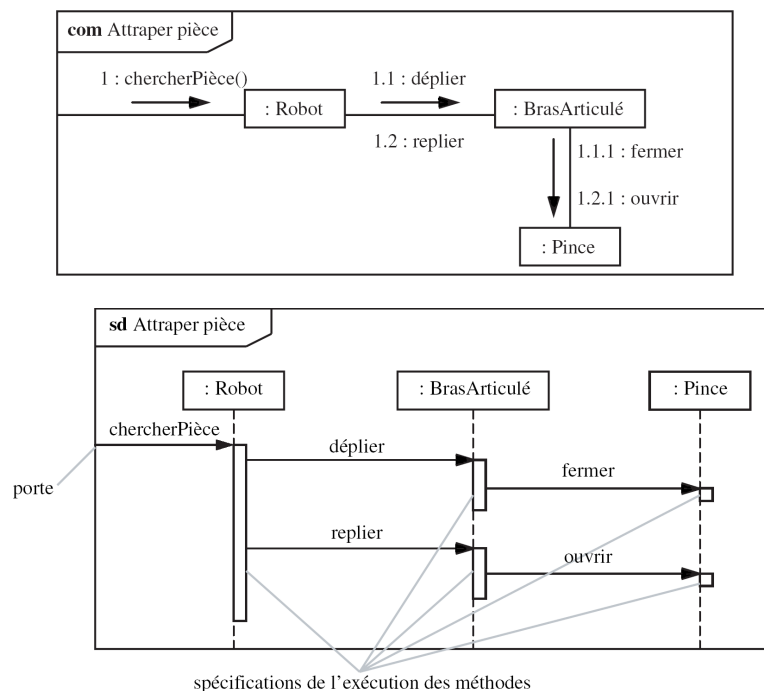 com Attraper pièce
1 : chercherPièce()
1.1 : déplier
: Robot
: BrasArticulé
1.2 : replier
1.1.1 : fermer
1.2.1 : ouvrir
: Pince
sd Attraper pièce
: Robot
: BrasArticulé
: Pince
chercherPièce
déplier
fermer
porte
replier
ouvrir
spécifications de l'exécution des méthodes